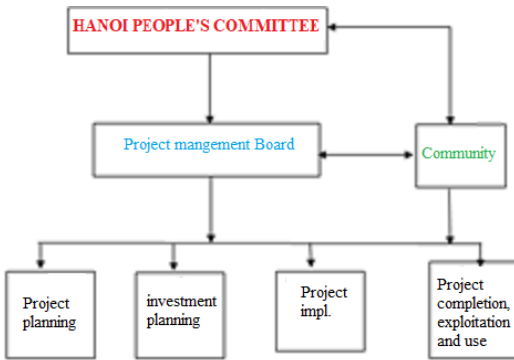 HANOI PEOPLE'S COMMITTEE
Project mangement Board
Community
Project
planning
investment
planning
Project
impl.
Project
completion,
exploitation
and use